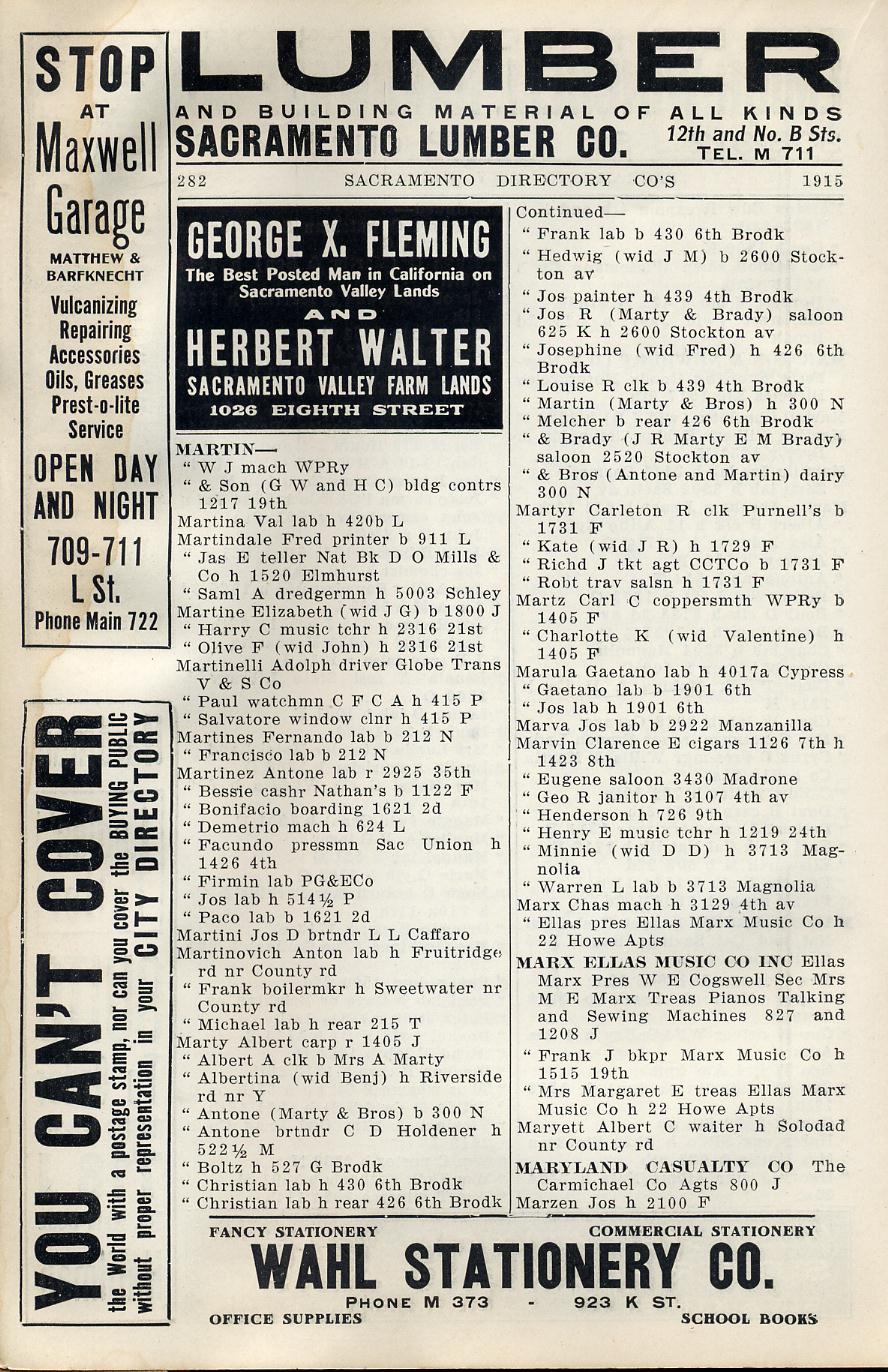 STOP
AT
Maxwell
Garage
MATTHEW &
BARFKNECHT
Vulcanizing
Repairing
Accessories
Oils, Greases
Prest-o-lite
Service
OPEN DAY
AND NIGHT
709-711
L St.
Phone Main 722
YOU CAN'T COVER
the World with a postage stamp, nor can you cover the BUYING PUBLIC
without proper representation in your CITY DIRECTORY
LUMBER
AND BUILDING MATERIAL OF ALL KINDS
SACRAMENTO LUMBER CO. 12th and No. B Sts.
TEL. M 711
282 SACRAMENTO DIRECTORY CO'S 1915
GEORGE X. FLEMING
The Best Posted Man in California on
Sacramento Valley Lands
AND
HERBERT WALTER
SACRAMENTO VALLEY FARM LANDS
1026 EIGHTH STREET
MARTIN—
" W J mach WPRy
" & Son (G W and H C) bldg contrs
1217 19th
Martina Val lab h 420b L
Martindale Fred printer b 911 L
" Jas E teller Nat Bk D O Mills &
Co h 1520 Elmhurst
" Saml A dredgermn h 5003 Schley
Martine Elizabeth (wid J G) b 1800 J
" Harry C music tchr h 2316 21st
" Olive F (wid John) h 2316 21st
Martinelli Adolph driver Globe Trans
V & S Co
" Paul watchmn C F C A h 415 P
" Salvatore window clnr h 415 P
Martines Fernando lab b 212 N
" Francisco lab b 212 N
Martinez Antone lab r 2925 35th
" Bessie cashr Nathan's b 1122 F
" Bonifacio boarding 1621 2d
" Demetrio mach h 624 L
" Facundo pressmn Sac Union h
1426 4th
" Firmin lab PG&ECo
" Jos lab h 514½ P
" Paco lab b 1621 2d
Martini Jos D brtndr L L Caffaro
Martinovich Anton lab h Fruitridge
rd nr County rd
" Frank boilermkr h Sweetwater nr
County rd
" Michael lab h rear 215 T
Marty Albert carp r 1405 J
" Albert A clk b Mrs A Marty
" Albertina (wid Benj) h Riverside
rd nr Y
" Antone (Marty & Bros) b 300 N
" Antone brtndr C D Holdener h
522½ M
" Boltz h 527 G Brodk
" Christian lab h 430 6th Brodk
" Christian lab h rear 426 6th Brodk
Continued—
" Frank lab b 430 6th Brodk
" Hedwig (wid J M) b 2600 Stock-
ton av
" Jos painter h 439 4th Brodk
" Jos R (Marty & Brady) saloon
625 K h 2600 Stockton av
" Josephine (wid Fred) h 426 6th
Brodk
" Louise R clk b 439 4th Brodk
" Martin (Marty & Bros) h 300 N
" Melcher b rear 426 6th Brodk
" & Brady (J R Marty E M Brady)
saloon 2520 Stockton av
" & Bros (Antone and Martin) dairy
300 N
Martyr Carleton R clk Purnell's b
1731 F
" Kate (wid J R) h 1729 F
" Richd J tkt agt CCTCo b 1731 F
" Robt trav salsn h 1731 F
Martz Carl C coppersmth WPRy b
1405 F
" Charlotte K (wid Valentine) h
1405 F
Marula Gaetano lab h 4017a Cypress
" Gaetano lab b 1901 6th
" Jos lab h 1901 6th
Marva Jos lab b 2922 Manzanilla
Marvin Clarence E cigars 1126 7th h
1423 8th
" Eugene saloon 3430 Madrone
" Geo R janitor h 3107 4th av
" Henderson h 726 9th
" Henry E music tchr h 1219 24th
" Minnie (wid D D) h 3713 Mag-
nolia
" Warren L lab b 3713 Magnolia
Marx Chas mach h 3129 4th av
" Ellas pres Ellas Marx Music Co h
22 Howe Apts
MARX ELLAS MUSIC CO INC Ellas
Marx Pres W E Cogswell Sec Mrs
M E Marx Treas Pianos Talking
and Sewing Machines 827 and
1208 J
" Frank J bkpr Marx Music Co h
1515 19th
" Mrs Margaret E treas Ellas Marx
Music Co h 22 Howe Apts
Maryett Albert C waiter h Solodad
nr County rd
MARYLAND CASUALTY CO The
Carmichael Co Agts 800 J
Marzen Jos h 2100 F
FANCY STATIONERY COMMERCIAL STATIONERY
WAHL STATIONERY CO.
PHONE M 373 - 923 K ST.
OFFICE SUPPLIES SCHOOL BOOKS